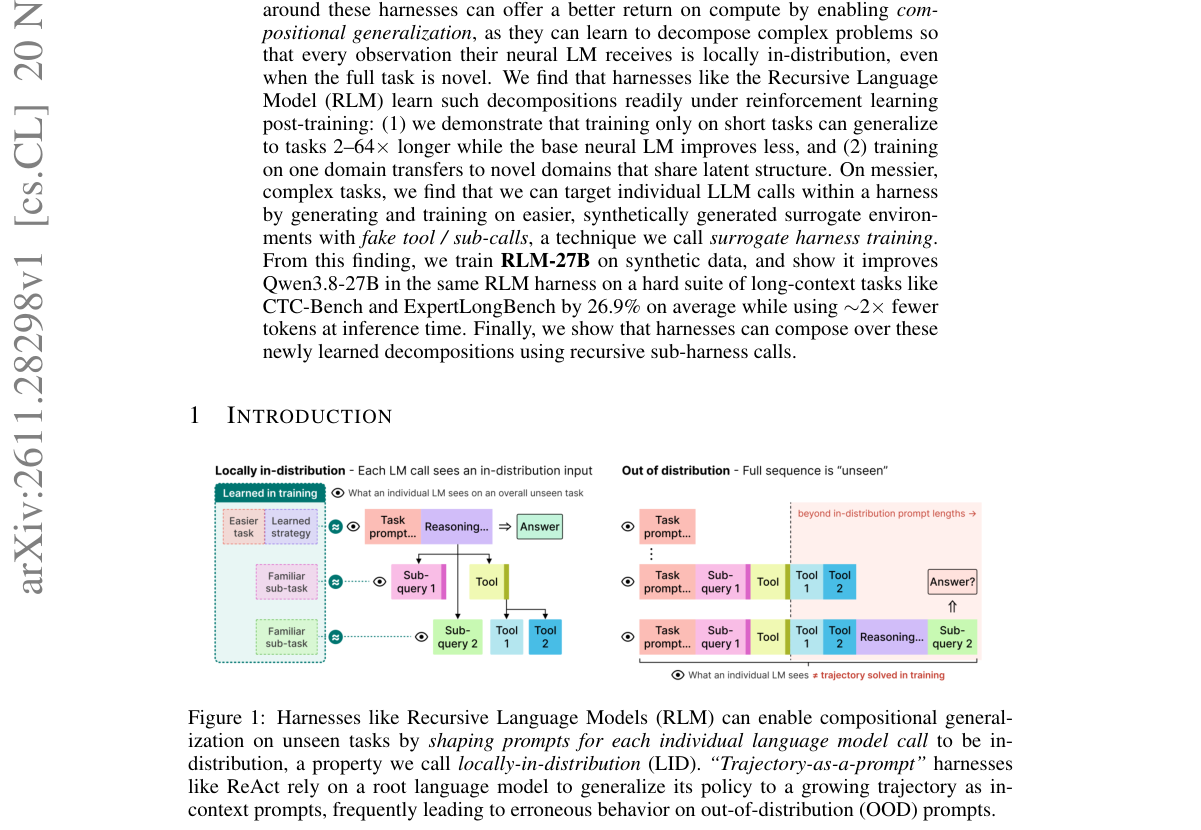 arXiv:2611.28298v1 [cs.CL] 20 N
around these harnesses can offer a better return on compute by enabling com-
positional generalization, as they can learn to decompose complex problems so
that every observation their neural LM receives is locally in-distribution, even
when the full task is novel. We find that harnesses like the Recursive Language
Model (RLM) learn such decompositions readily under reinforcement learning
post-training: (1) we demonstrate that training only on short tasks can generalize
to tasks 2–64× longer while the base neural LM improves less, and (2) training
on one domain transfers to novel domains that share latent structure. On messier,
complex tasks, we find that we can target individual LLM calls within a harness
by generating and training on easier, synthetically generated surrogate environ-
ments with fake tool / sub-calls, a technique we call surrogate harness training.
From this finding, we train RLM-27B on synthetic data, and show it improves
Qwen3.8-27B in the same RLM harness on a hard suite of long-context tasks like
CTC-Bench and ExpertLongBench by 26.9% on average while using ∼2× fewer
tokens at inference time. Finally, we show that harnesses can compose over these
newly learned decompositions using recursive sub-harness calls.
1 INTRODUCTION
Locally in-distribution - Each LM call sees an in-distribution input
Learned in training
What an individual LM sees on an overall unseen task
Easier
task
Learned
strategy
≈
Task
prompt...
Reasoning...
⇒
Answer
Familiar
sub-task
≈
Sub-
query 1
Tool
Familiar
sub-task
≈
Sub-
query 2
Tool
1
Tool
2
Out of distribution - Full sequence is “unseen”
beyond in-distribution prompt lengths →
Task
prompt...
⋮
Task
prompt...
Sub-
query 1
Tool
Tool
1
Tool
2
Answer?
⇑
Task
prompt...
Sub-
query 1
Tool
Tool
1
Tool
2
Reasoning...
Sub-
query 2
What an individual LM sees ≠ trajectory solved in training
Figure 1: Harnesses like Recursive Language Models (RLM) can enable compositional general-
ization on unseen tasks by shaping prompts for each individual language model call to be in-
distribution, a property we call locally-in-distribution (LID). “Trajectory-as-a-prompt” harnesses
like ReAct rely on a root language model to generalize its policy to a growing trajectory as in-
context prompts, frequently leading to erroneous behavior on out-of-distribution (OOD) prompts.